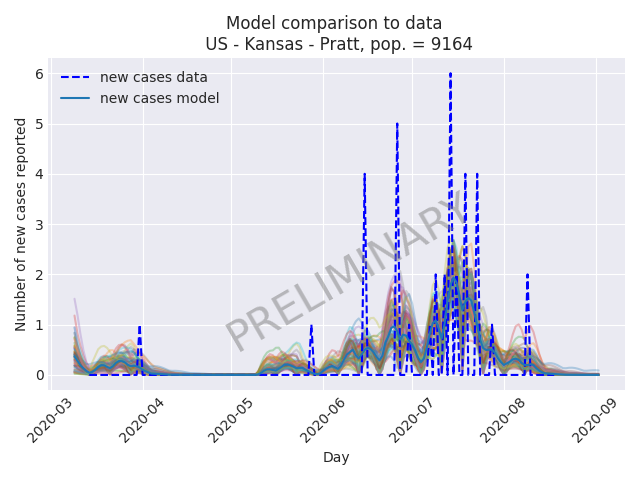 Model comparison to data
US - Kansas - Pratt, pop. = 9164
new cases data
new cases model
PRELIMINARY
Number of new cases reported
6
5
4
3
2
1
0
2020-03
2020-04
2020-05
2020-06
2020-07
2020-08
2020-09
Day